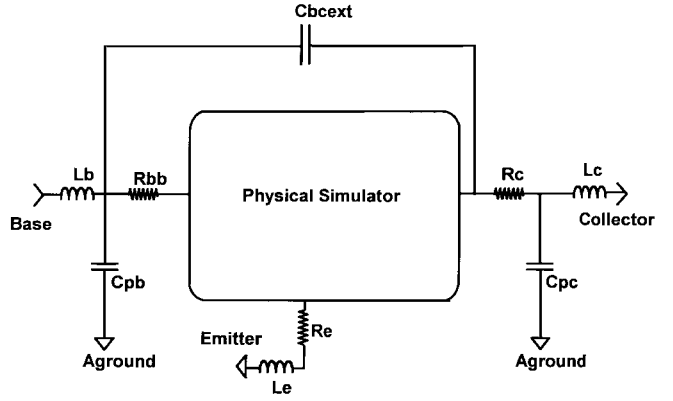 Cbcext
Lb
Rbb
Physical Simulator
Rc
Lc
Base
Collector
Cpb
Cpc
Emitter
Re
Aground
Aground
Le